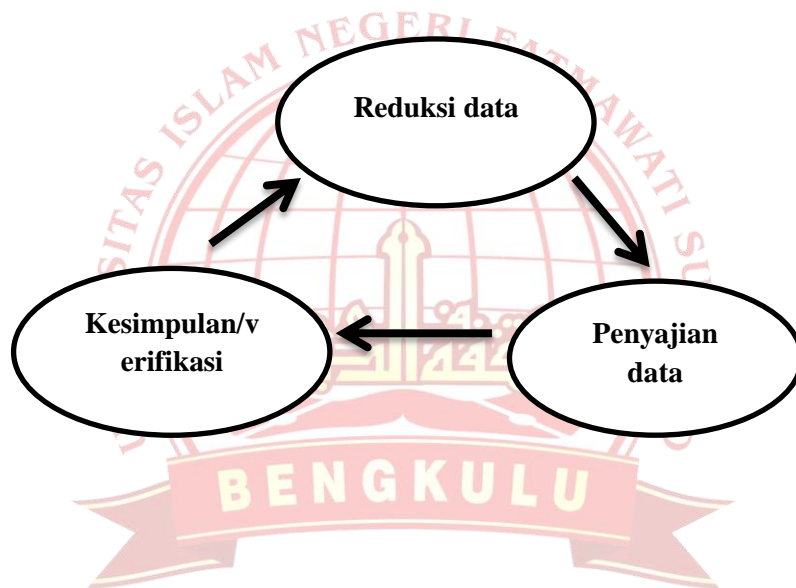 Reduksi data
Kesimpulan/v
erifikasi
Penyajian
data
BENGKULU